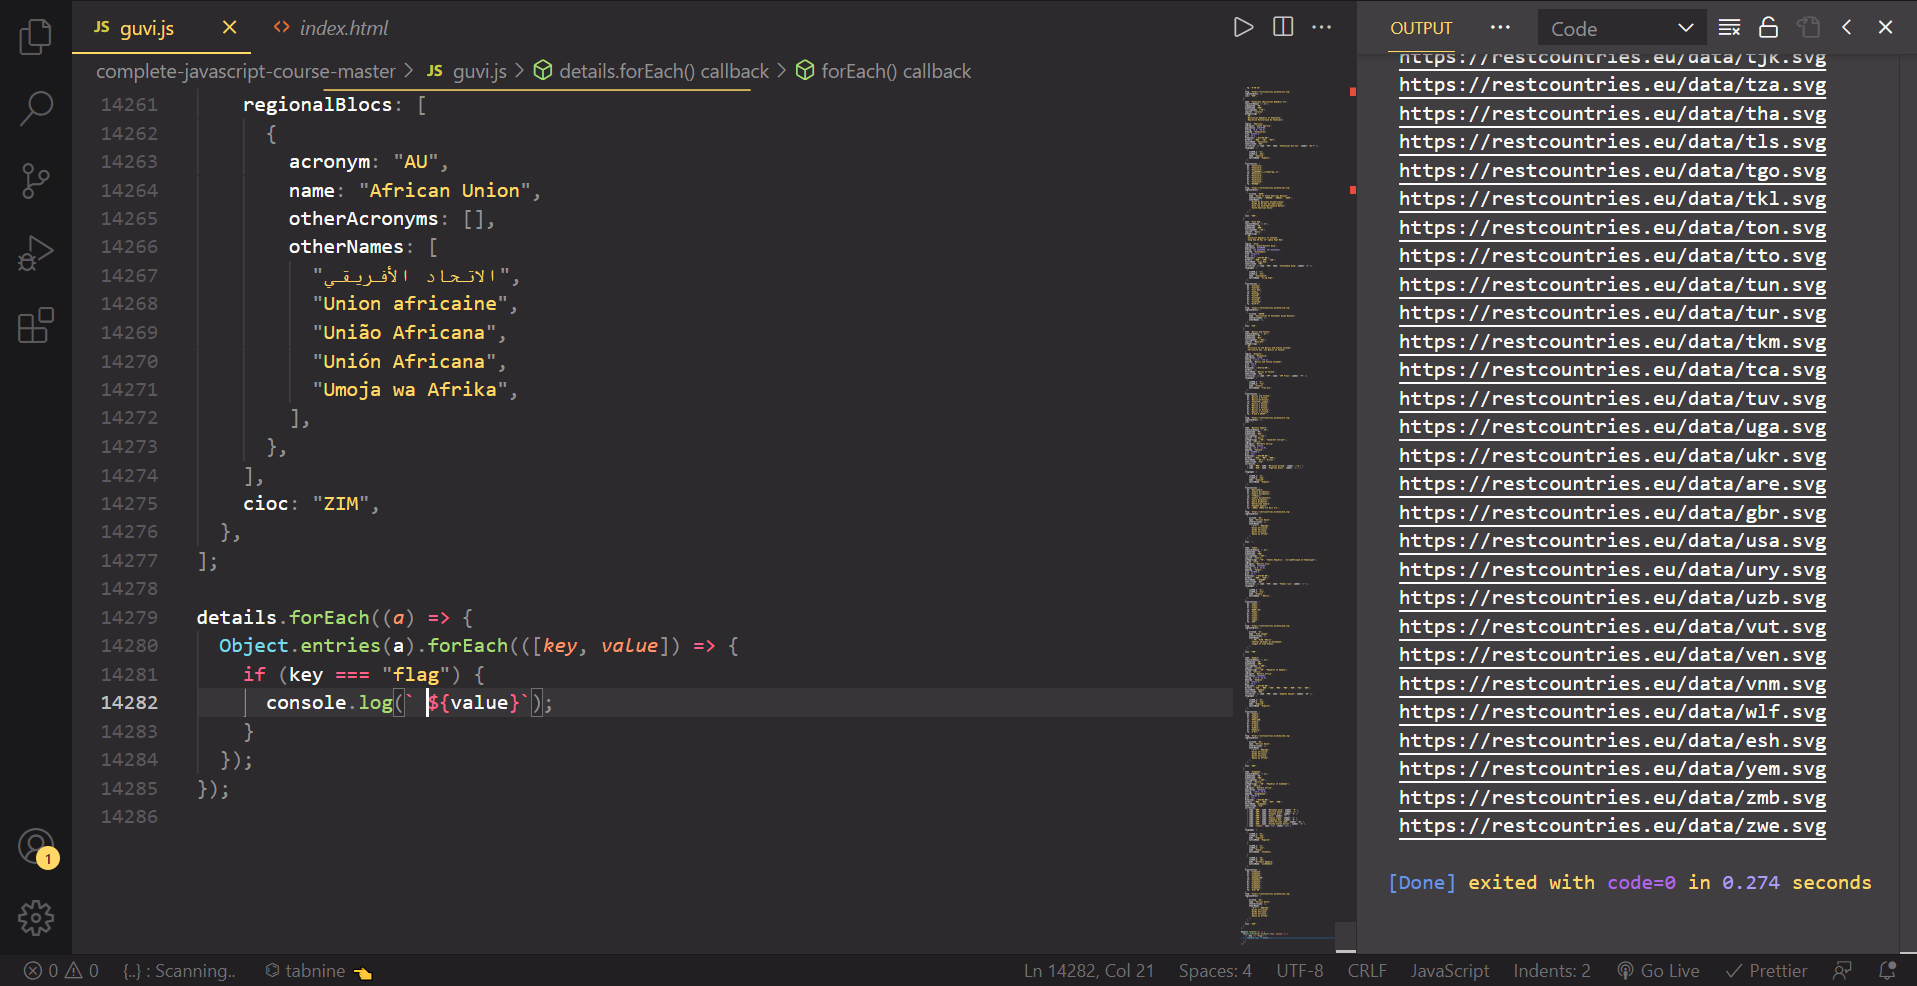 JS guvi.js
<> index.html
complete-javascript-course-master > JS guvi.js > details.forEach() callback > forEach() callback
14261 regionalBlocs: [
14262 {
14263 acronym: "AU",
14264 name: "African Union",
14265 otherAcronyms: [],
14266 otherNames: [
14267 "الاتحاد الأفريقي",
14268 "Union africaine",
14269 "União Africana",
14270 "Unión Africana",
14271 "Umoja wa Afrika",
14272 ],
14273 },
14274 ],
14275 cioc: "ZIM",
14276 },
14277 ];
14278
14279 details.forEach((a) => {
14280 Object.entries(a).forEach(([key, value]) => {
14281 if (key === "flag") {
14282 console.log(` ${value}`);
14283 }
14284 });
14285 });
14286
OUTPUT ··· Code
https://restcountries.eu/data/tjk.svg
https://restcountries.eu/data/tza.svg
https://restcountries.eu/data/tha.svg
https://restcountries.eu/data/tls.svg
https://restcountries.eu/data/tgo.svg
https://restcountries.eu/data/tkl.svg
https://restcountries.eu/data/ton.svg
https://restcountries.eu/data/tto.svg
https://restcountries.eu/data/tun.svg
https://restcountries.eu/data/tur.svg
https://restcountries.eu/data/tkm.svg
https://restcountries.eu/data/tca.svg
https://restcountries.eu/data/tuv.svg
https://restcountries.eu/data/uga.svg
https://restcountries.eu/data/ukr.svg
https://restcountries.eu/data/are.svg
https://restcountries.eu/data/gbr.svg
https://restcountries.eu/data/usa.svg
https://restcountries.eu/data/ury.svg
https://restcountries.eu/data/uzb.svg
https://restcountries.eu/data/vut.svg
https://restcountries.eu/data/ven.svg
https://restcountries.eu/data/vnm.svg
https://restcountries.eu/data/wlf.svg
https://restcountries.eu/data/esh.svg
https://restcountries.eu/data/yem.svg
https://restcountries.eu/data/zmb.svg
https://restcountries.eu/data/zwe.svg
[Done] exited with code=0 in 0.274 seconds
1
0 0 {..} : Scanning.. tabnine Ln 14282, Col 21 Spaces: 4 UTF-8 CRLF JavaScript Indents: 2 Go Live Prettier